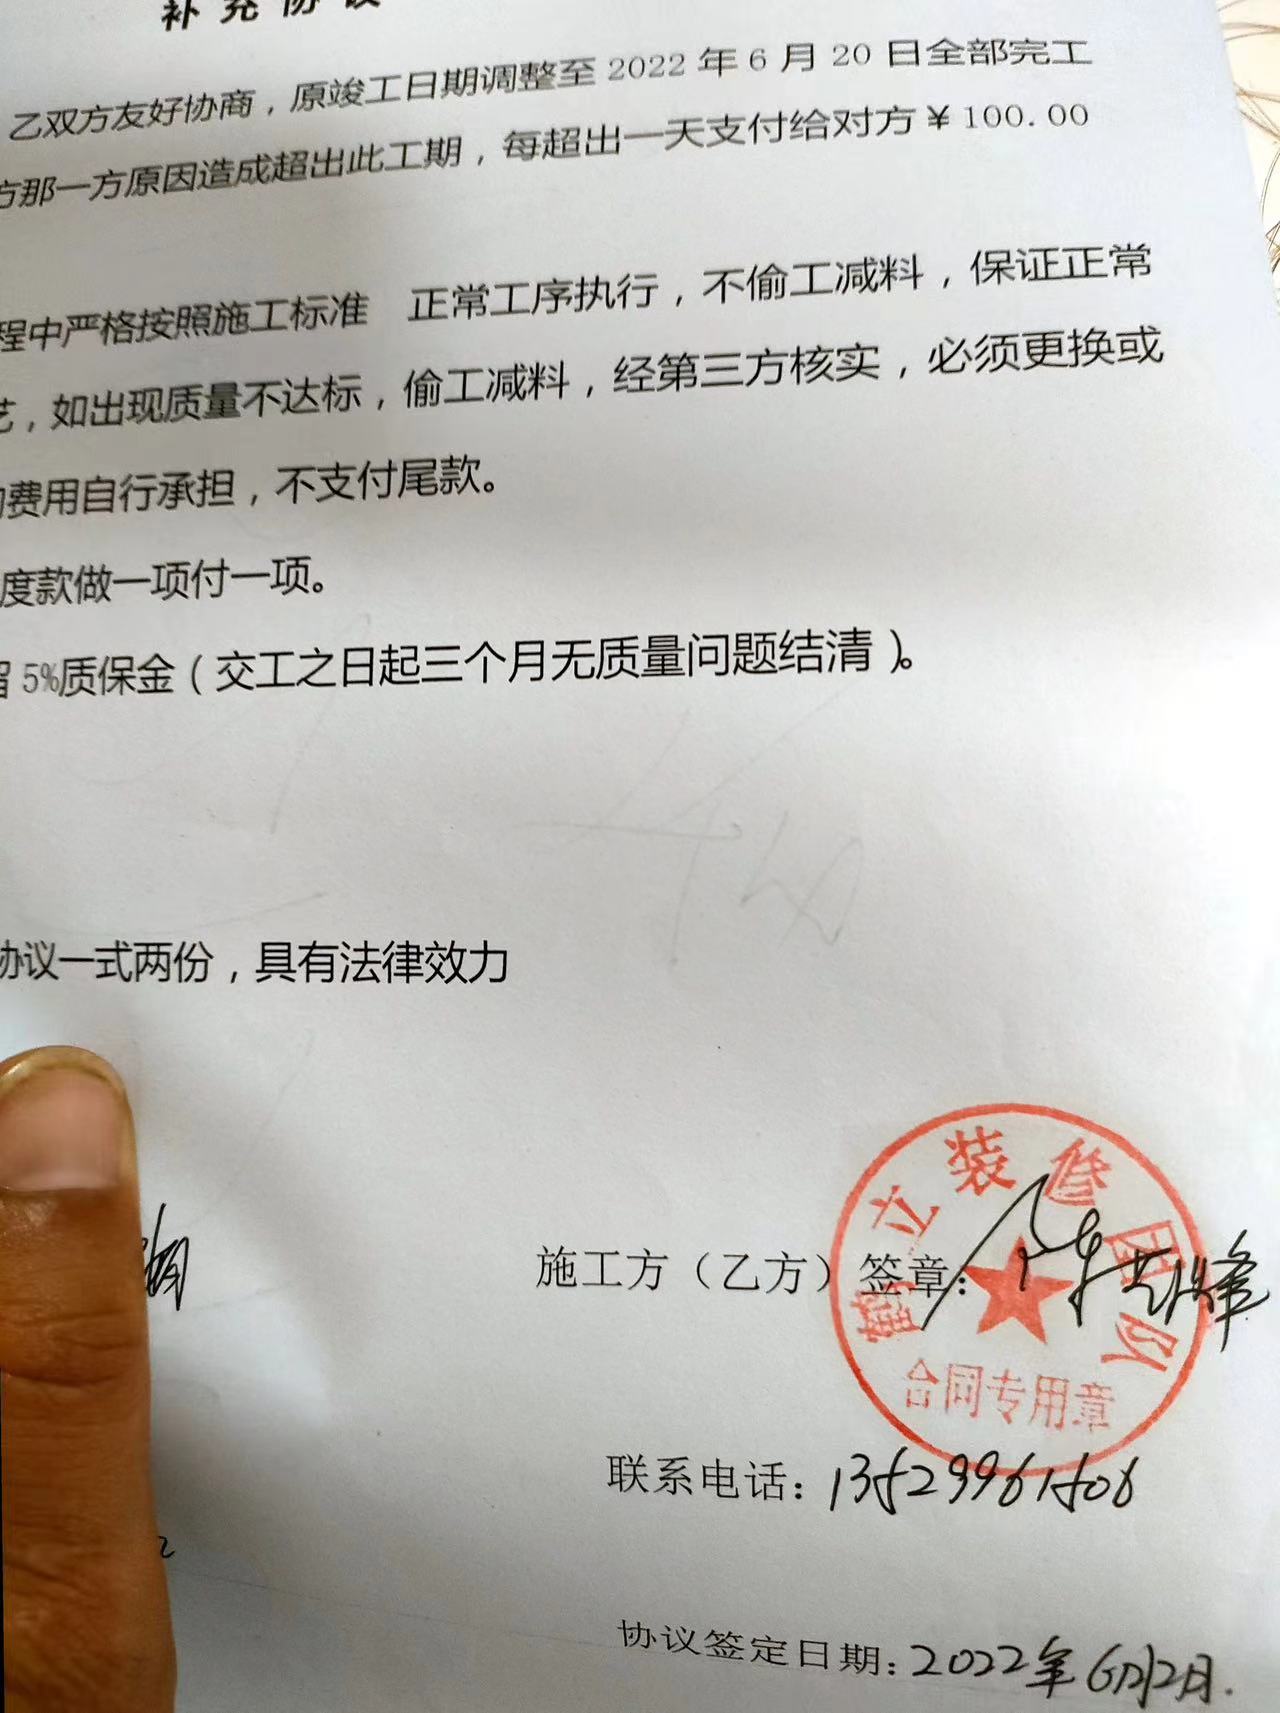 补充协议
乙双方友好协商，原竣工日期调整至 2022 年 6 月 20 日全部完工
方那一方原因造成超出此工期，每超出一天支付给对方￥100.00
程中严格按照施工标准 正常工序执行，不偷工减料，保证正常
艺，如出现质量不达标，偷工减料，经第三方核实，必须更换或
的费用自行承担，不支付尾款。
度款做一项付一项。
留 5%质保金（交工之日起三个月无质量问题结清）。
协议一式两份，具有法律效力
立装修团队
施工方（乙方）签章：
合同专用章
联系电话：13529961506
协议签定日期：2022年6月2日.